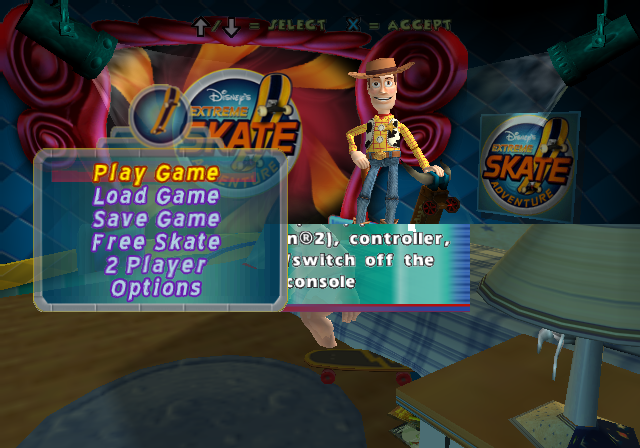 ↑/↓ = SELECT X = ACCEPT
Disney's
EXTREME
SKATE
ADVENTURE
Disney's
EXTREME
SKATE
ADVENTURE
Play Game
Load Game
Save Game
Free Skate
2 Player
Options
n®2), controller,
/switch off the
console